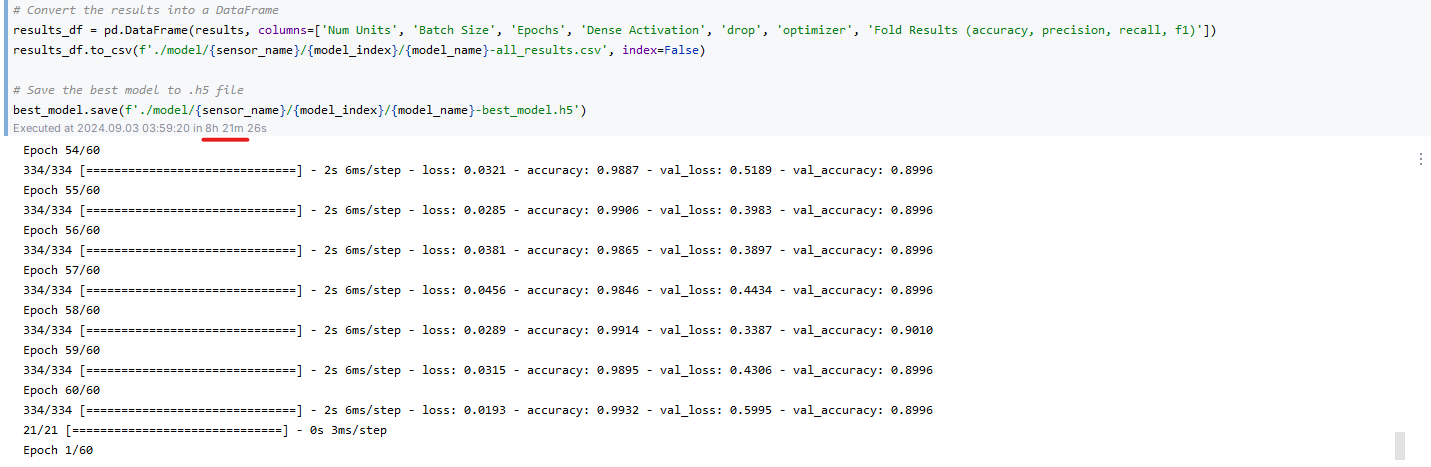 # Convert the results into a DataFrame
results_df = pd.DataFrame(results, columns=['Num Units', 'Batch Size', 'Epochs', 'Dense Activation', 'drop', 'optimizer', 'Fold Results (accuracy, precision, recall, f1)'])
results_df.to_csv(f'./model/{sensor_name}/{model_index}/{model_name}-all_results.csv', index=False)
# Save the best model to .h5 file
best_model.save(f'./model/{sensor_name}/{model_index}/{model_name}-best_model.h5')
Executed at 2024.09.03 03:59:20 in 8h 21m 26s
Epoch 54/60
334/334 [==============================] - 2s 6ms/step - loss: 0.0321 - accuracy: 0.9887 - val_loss: 0.5189 - val_accuracy: 0.8996
Epoch 55/60
334/334 [==============================] - 2s 6ms/step - loss: 0.0285 - accuracy: 0.9906 - val_loss: 0.3983 - val_accuracy: 0.8996
Epoch 56/60
334/334 [==============================] - 2s 6ms/step - loss: 0.0381 - accuracy: 0.9865 - val_loss: 0.3897 - val_accuracy: 0.8996
Epoch 57/60
334/334 [==============================] - 2s 6ms/step - loss: 0.0456 - accuracy: 0.9846 - val_loss: 0.4434 - val_accuracy: 0.8996
Epoch 58/60
334/334 [==============================] - 2s 6ms/step - loss: 0.0289 - accuracy: 0.9914 - val_loss: 0.3387 - val_accuracy: 0.9010
Epoch 59/60
334/334 [==============================] - 2s 6ms/step - loss: 0.0315 - accuracy: 0.9895 - val_loss: 0.4306 - val_accuracy: 0.8996
Epoch 60/60
334/334 [==============================] - 2s 6ms/step - loss: 0.0193 - accuracy: 0.9932 - val_loss: 0.5995 - val_accuracy: 0.8996
21/21 [==============================] - 0s 3ms/step
Epoch 1/60